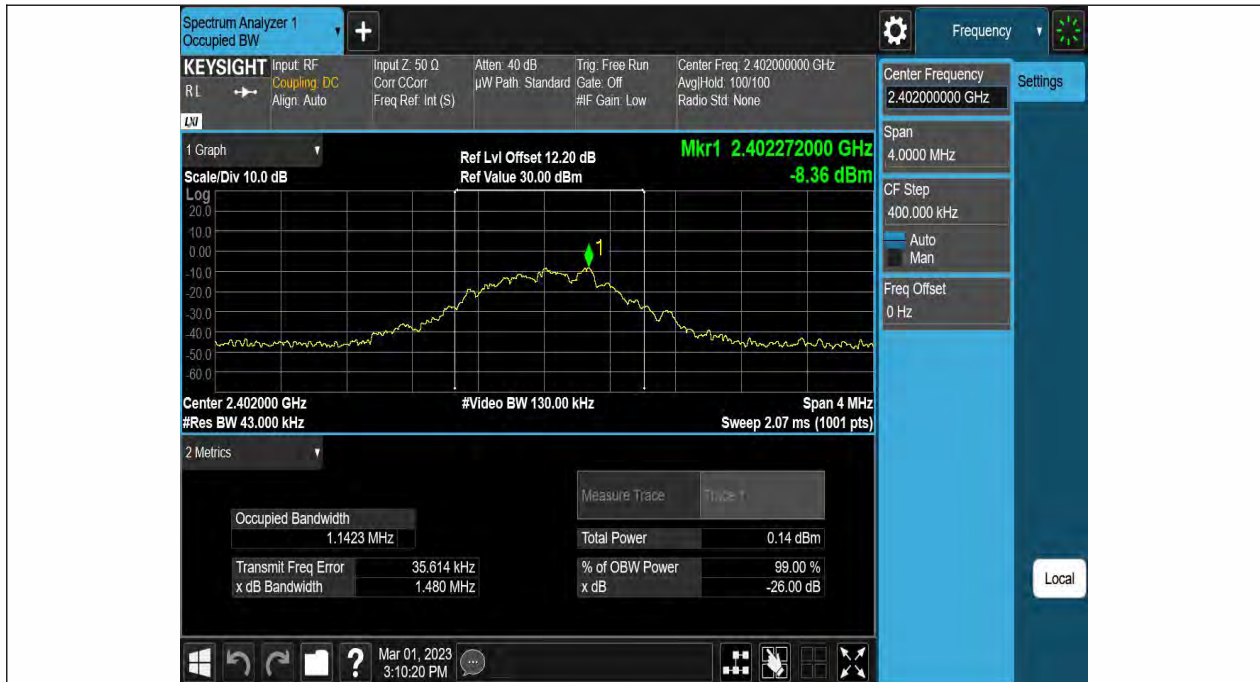 Spectrum Analyzer 1
Occupied BW
Frequency
KEYSIGHT
RL
LXI
Input: RF
Coupling: DC
Align: Auto
Input Z: 50 Ω
Corr CCorr
Freq Ref: Int (S)
Atten: 40 dB
µW Path: Standard
Trig: Free Run
Gate: Off
#IF Gain: Low
Center Freq: 2.402000000 GHz
Avg|Hold: 100/100
Radio Std: None
1 Graph
Scale/Div 10.0 dB
Ref Lvl Offset 12.20 dB
Ref Value 30.00 dBm
Mkr1 2.402272000 GHz
-8.36 dBm
Log
20.0
10.0
0.00
-10.0
-20.0
-30.0
-40.0
-50.0
-60.0
1
Center 2.402000 GHz
#Res BW 43.000 kHz
#Video BW 130.00 kHz
Span 4 MHz
Sweep 2.07 ms (1001 pts)
2 Metrics
Measure Trace Trace 1
Occupied Bandwidth
1.1423 MHz
Total Power 0.14 dBm
Transmit Freq Error 35.614 kHz
% of OBW Power 99.00 %
x dB Bandwidth 1.480 MHz
x dB -26.00 dB
Center Frequency
2.402000000 GHz
Settings
Span
4.0000 MHz
CF Step
400.000 kHz
Auto
Man
Freq Offset
0 Hz
Local
?
Mar 01, 2023
3:10:20 PM